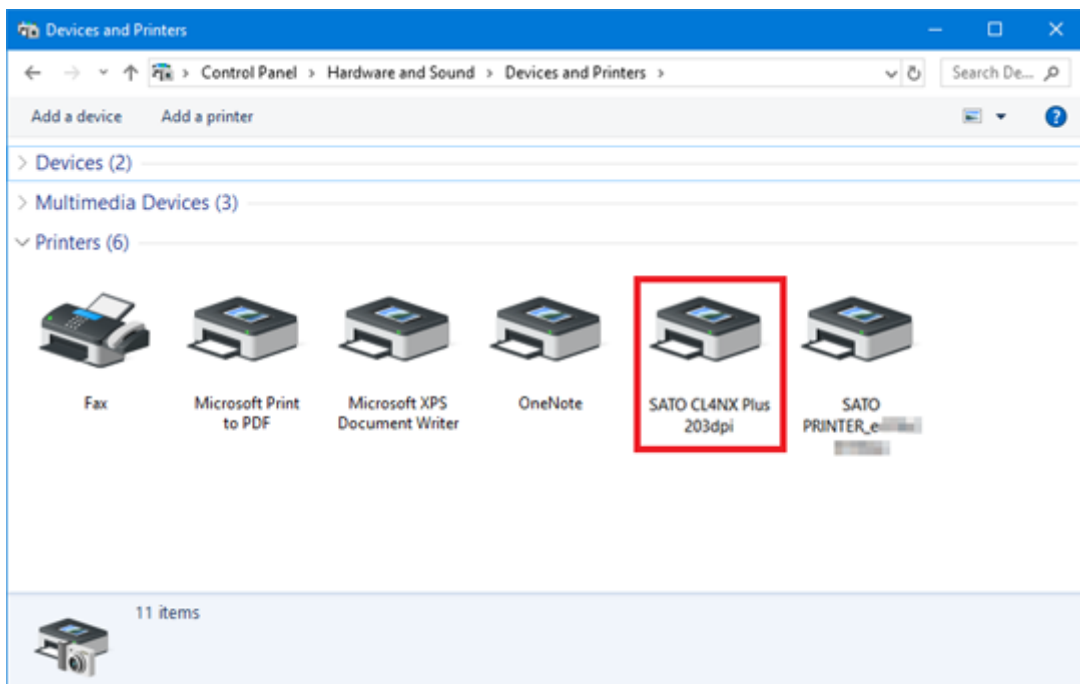 Devices and Printers
Control Panel > Hardware and Sound > Devices and Printers >
Search De...
Add a device Add a printer
Devices (2)
Multimedia Devices (3)
Printers (6)
Fax
Microsoft Print
to PDF
Microsoft XPS
Document Writer
OneNote
SATO CL4NX Plus
203dpi
SATO
11 items